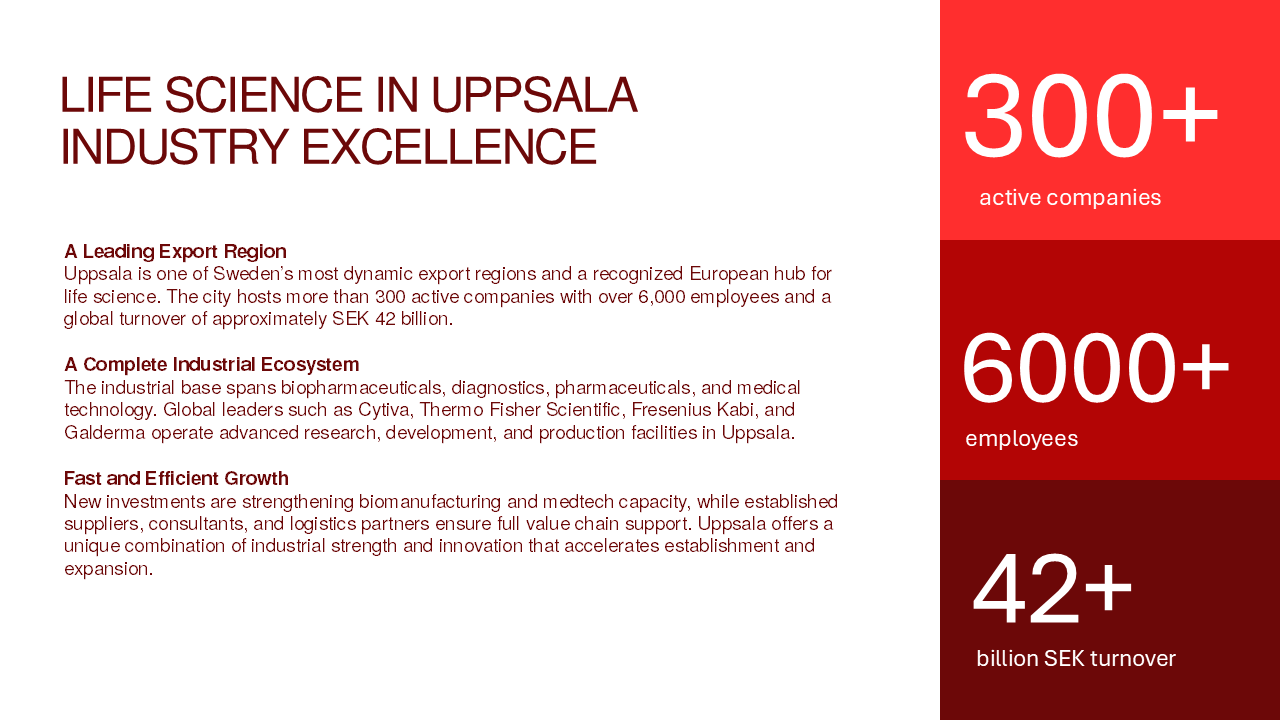 LIFE SCIENCE IN UPPSALA
INDUSTRY EXCELLENCE
A Leading Export Region
Uppsala is one of Sweden's most dynamic export regions and a recognized European hub for
life science. The city hosts more than 300 active companies with over 6,000 employees and a
global turnover of approximately SEK 42 billion.
A Complete Industrial Ecosystem
The industrial base spans biopharmaceuticals, diagnostics, pharmaceuticals, and medical
technology. Global leaders such as Cytiva, Thermo Fisher Scientific, Fresenius Kabi, and
Galderma operate advanced research, development, and production facilities in Uppsala.
Fast and Efficient Growth
New investments are strengthening biomanufacturing and medtech capacity, while established
suppliers, consultants, and logistics partners ensure full value chain support. Uppsala offers a
unique combination of industrial strength and innovation that accelerates establishment and
expansion.
300+
active companies
6000+
employees
42+
billion SEK turnover